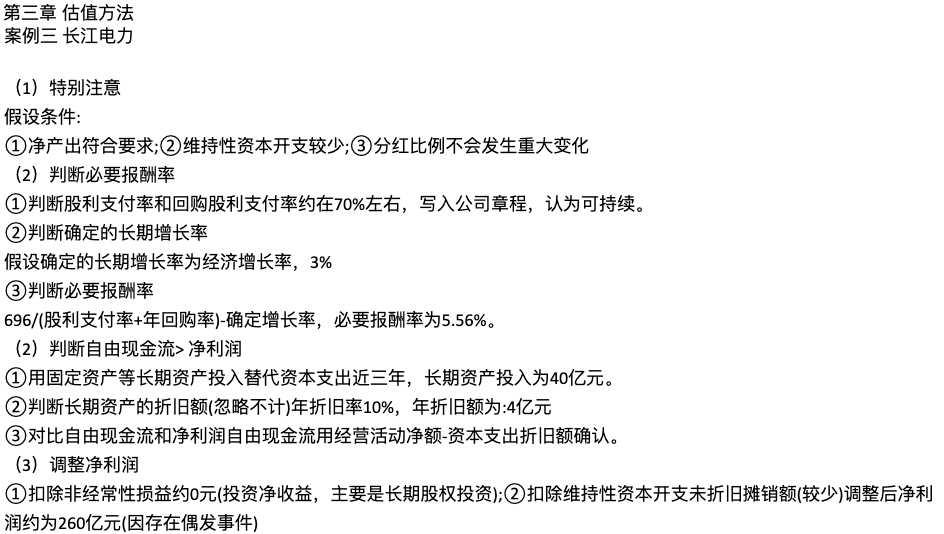 第三章 估值方法
案例三 长江电力
（1）特别注意
假设条件:
①净产出符合要求;②维持性资本开支较少;③分红比例不会发生重大变化
（2）判断必要报酬率
①判断股利支付率和回购股利支付率约在70%左右，写入公司章程，认为可持续。
②判断确定的长期增长率
假设确定的长期增长率为经济增长率，3%
③判断必要报酬率
696/(股利支付率+年回购率)-确定增长率，必要报酬率为5.56%。
（2）判断自由现金流> 净利润
①用固定资产等长期资产投入替代资本支出近三年，长期资产投入为40亿元。
②判断长期资产的折旧额(忽略不计)年折旧率10%，年折旧额为:4亿元
③对比自由现金流和净利润自由现金流用经营活动净额-资本支出折旧额确认。
（3）调整净利润
①扣除非经常性损益约0元(投资净收益，主要是长期股权投资);②扣除维持性资本开支未折旧摊销额(较少)调整后净利
润约为260亿元(因存在偶发事件)